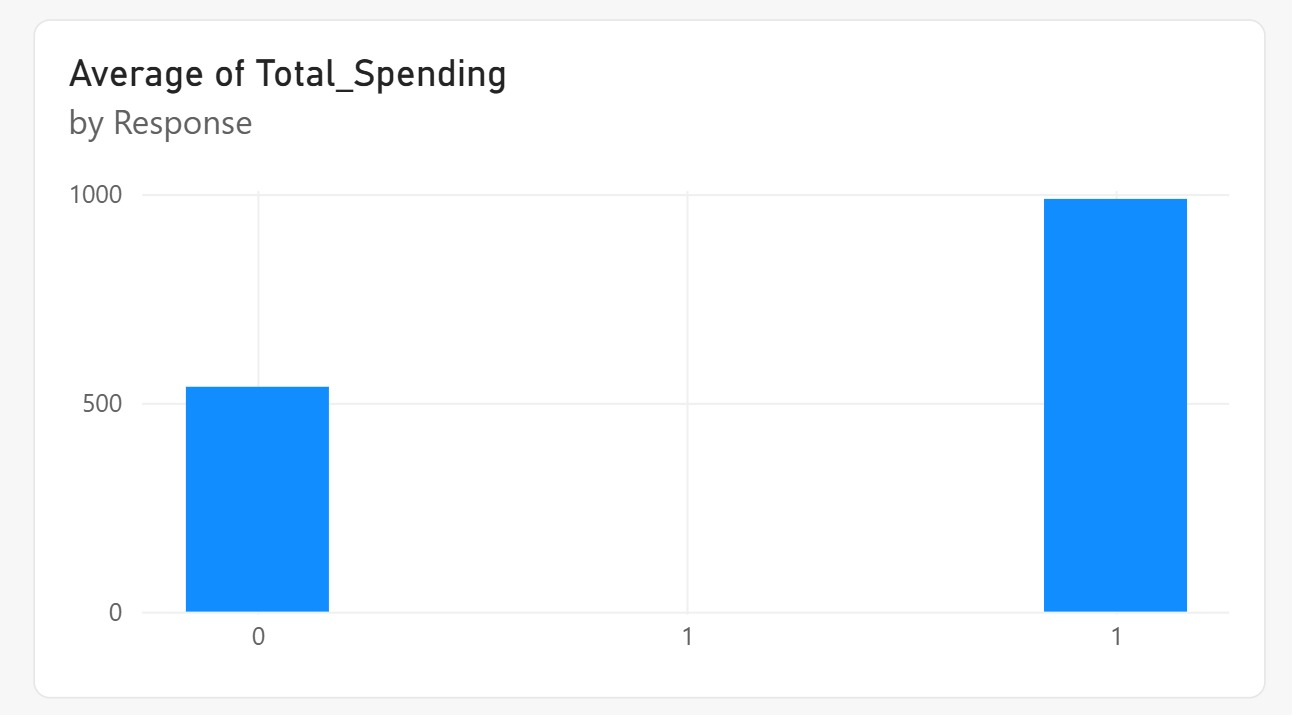 Average of Total_Spending
by Response
1000
500
0
0 1 1